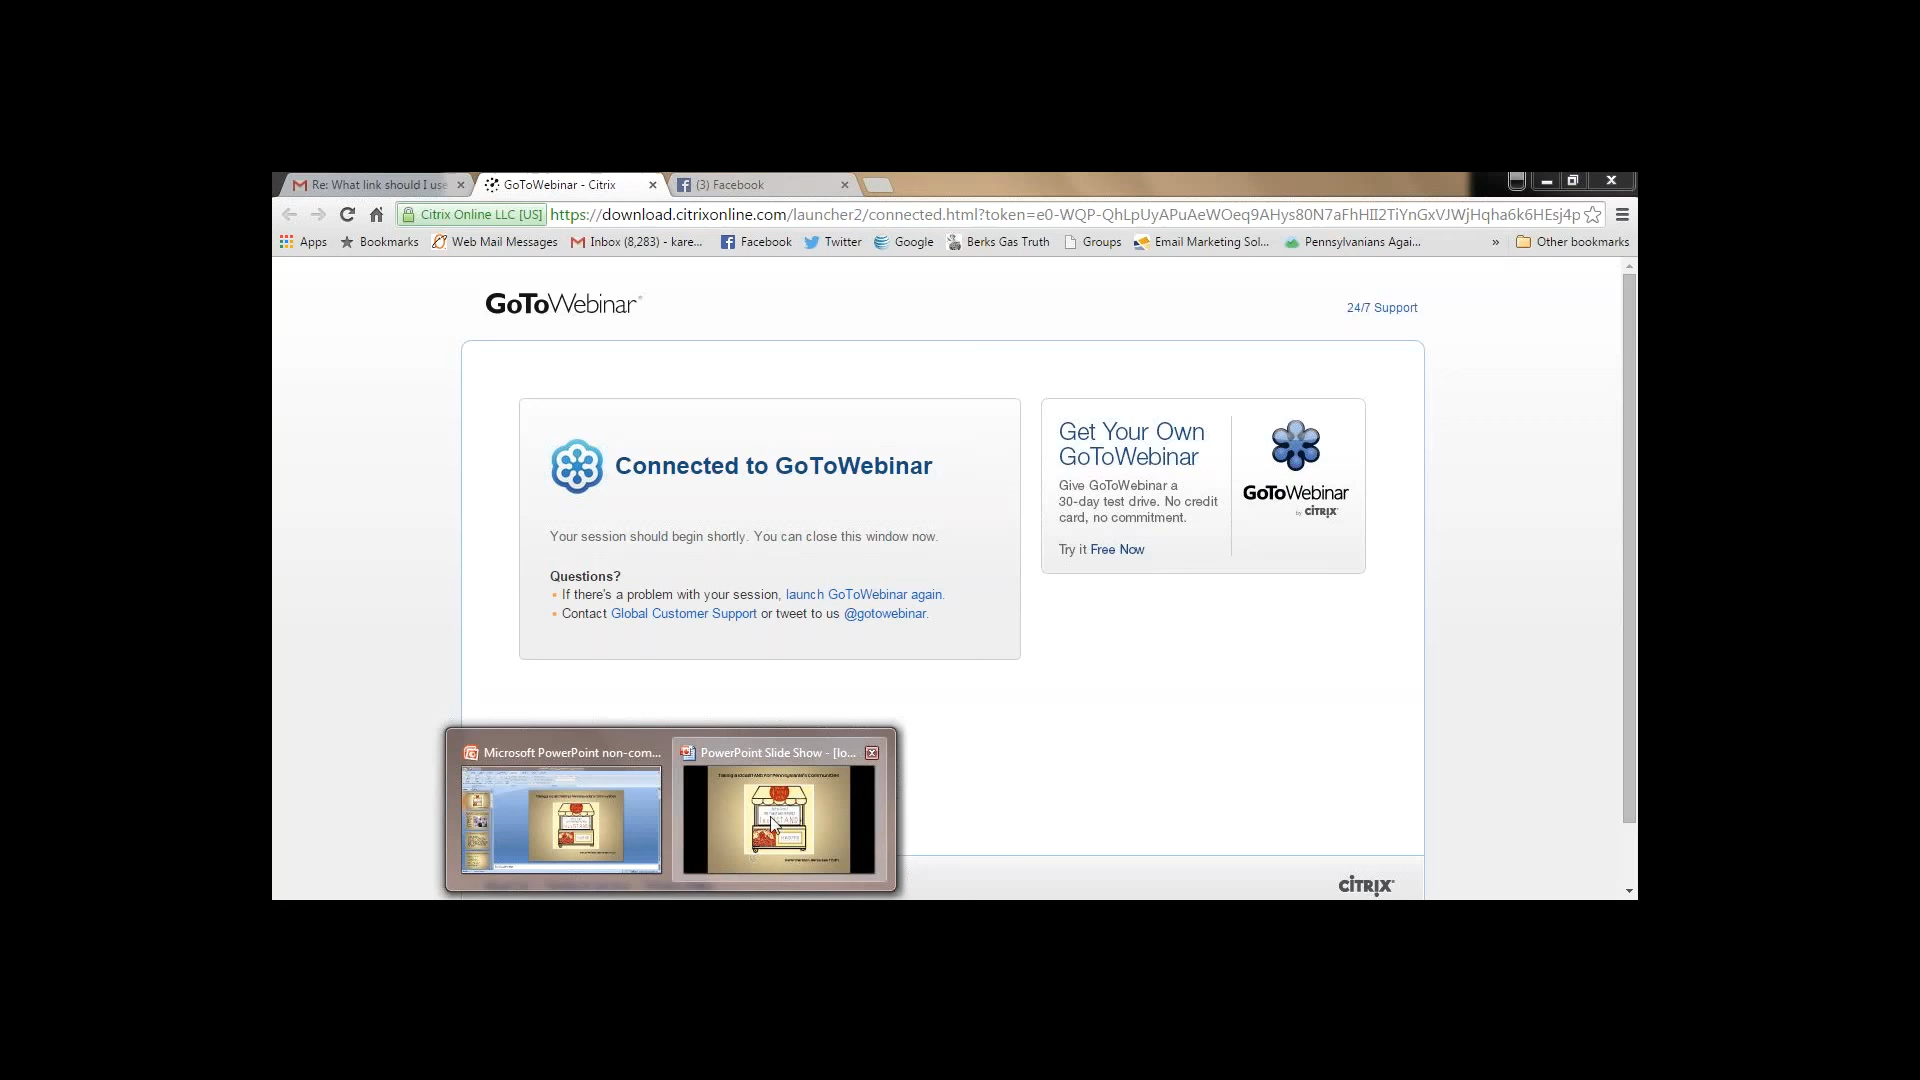 Re: What link should I use
GoToWebinar - Citrix
(3) Facebook
Citrix Online LLC [US]
https://download.citrixonline.com/launcher2/connected.html?token=e0-WQP-QhLpUyAPuAeWOeq9AHys80N7aFhHII2TiYnGxVJWjHqha6k6HEsj4p
Apps
Bookmarks
Web Mail Messages
Inbox (8,283) - kare...
Facebook
Twitter
Google
Berks Gas Truth
Groups
Email Marketing Sol...
Pennsylvanians Agai...
»
Other bookmarks
GoToWebinar
24/7 Support
Connected to GoToWebinar
Your session should begin shortly. You can close this window now.
Questions?
If there's a problem with your session, launch GoToWebinar again.
Contact Global Customer Support or tweet to us @gotowebinar.
Get Your Own
GoToWebinar
Give GoToWebinar a
30-day test drive. No credit
card, no commitment.
Try it Free Now
GoToWebinar
by CITRIX
Microsoft PowerPoint non-com...
PowerPoint Slide Show - [lo...
CITRIX